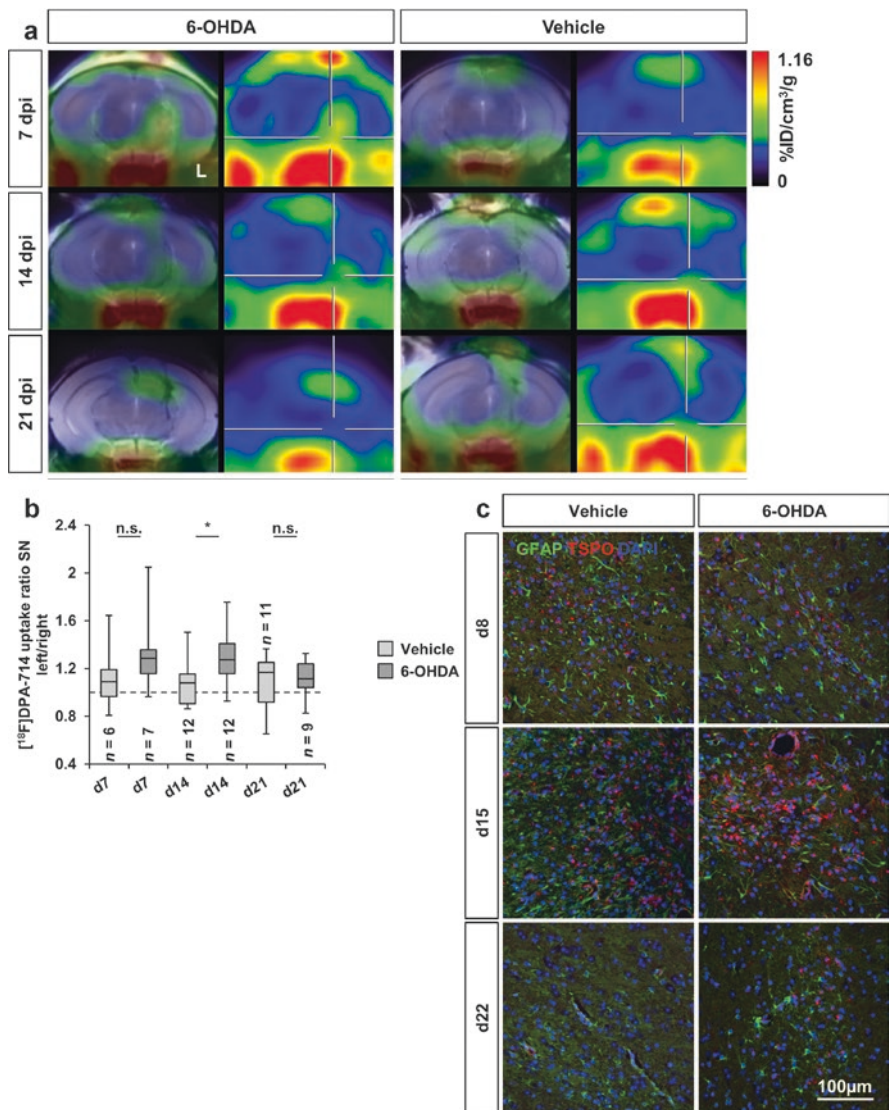 a
6-OHDA
Vehicle
7 dpi
L
1.16
%ID/cm³/g
0
14 dpi
21 dpi
b
[¹⁸F]DPA-714 uptake ratio SN
left/right
2.4
2
1.6
1.2
0.8
0.4
n.s.
*
n.s.
n = 6
n = 7
n = 12
n = 12
n = 11
n = 9
d7
d7
d14
d14
d21
d21
Vehicle
6-OHDA
c
Vehicle
6-OHDA
d8
GFAP TSPO DAPI
d15
d22
100µm